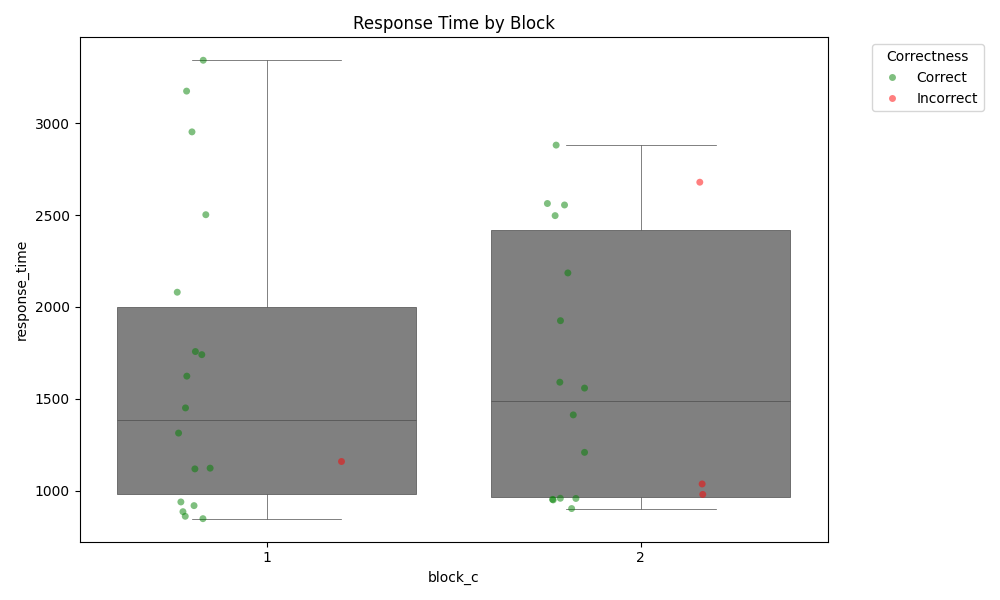 Response Time by Block
Correctness
Correct
Incorrect
response_time
3000
2500
2000
1500
1000
1
2
block_c